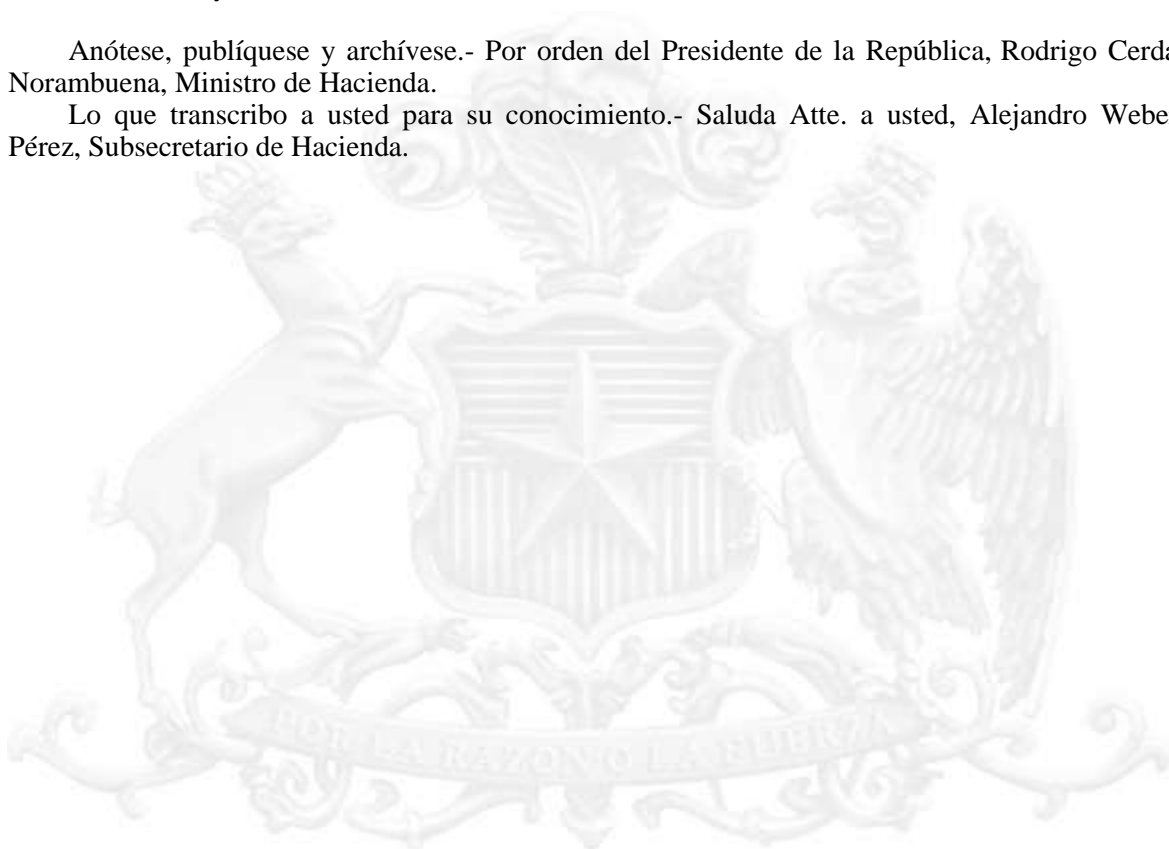 Anótese, publíquese y archívese.- Por orden del Presidente de la República, Rodrigo Cerda
Norambuena, Ministro de Hacienda.
Lo que transcribo a usted para su conocimiento.- Saluda Atte. a usted, Alejandro Webe
Pérez, Subsecretario de Hacienda.
POR LA RAZON O LA FUERZA